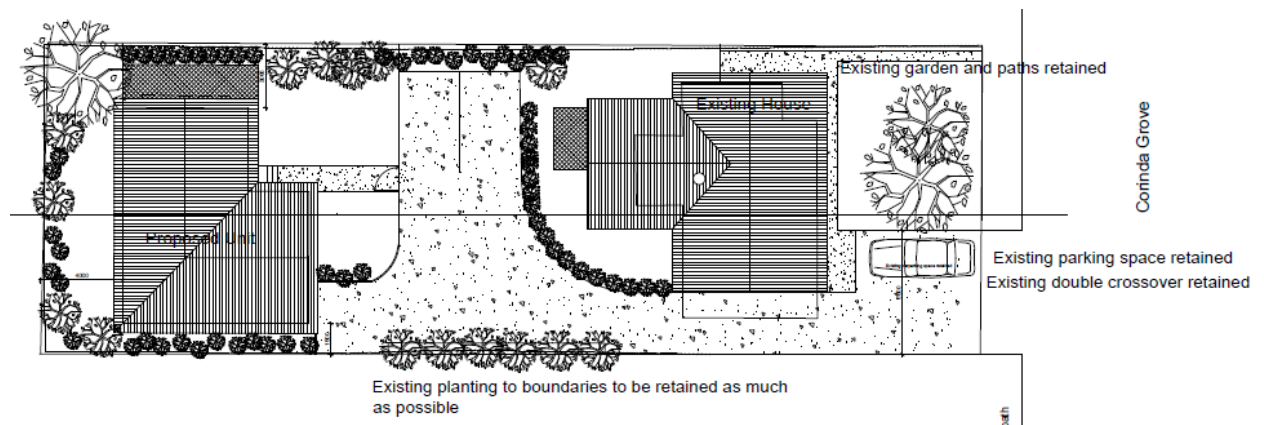 Existing garden and paths retained
Existing House
Corinda Grove
Proposed Unit
4000
Existing parking space retained
Existing double crossover retained
Existing planting to boundaries to be retained as much
as possible